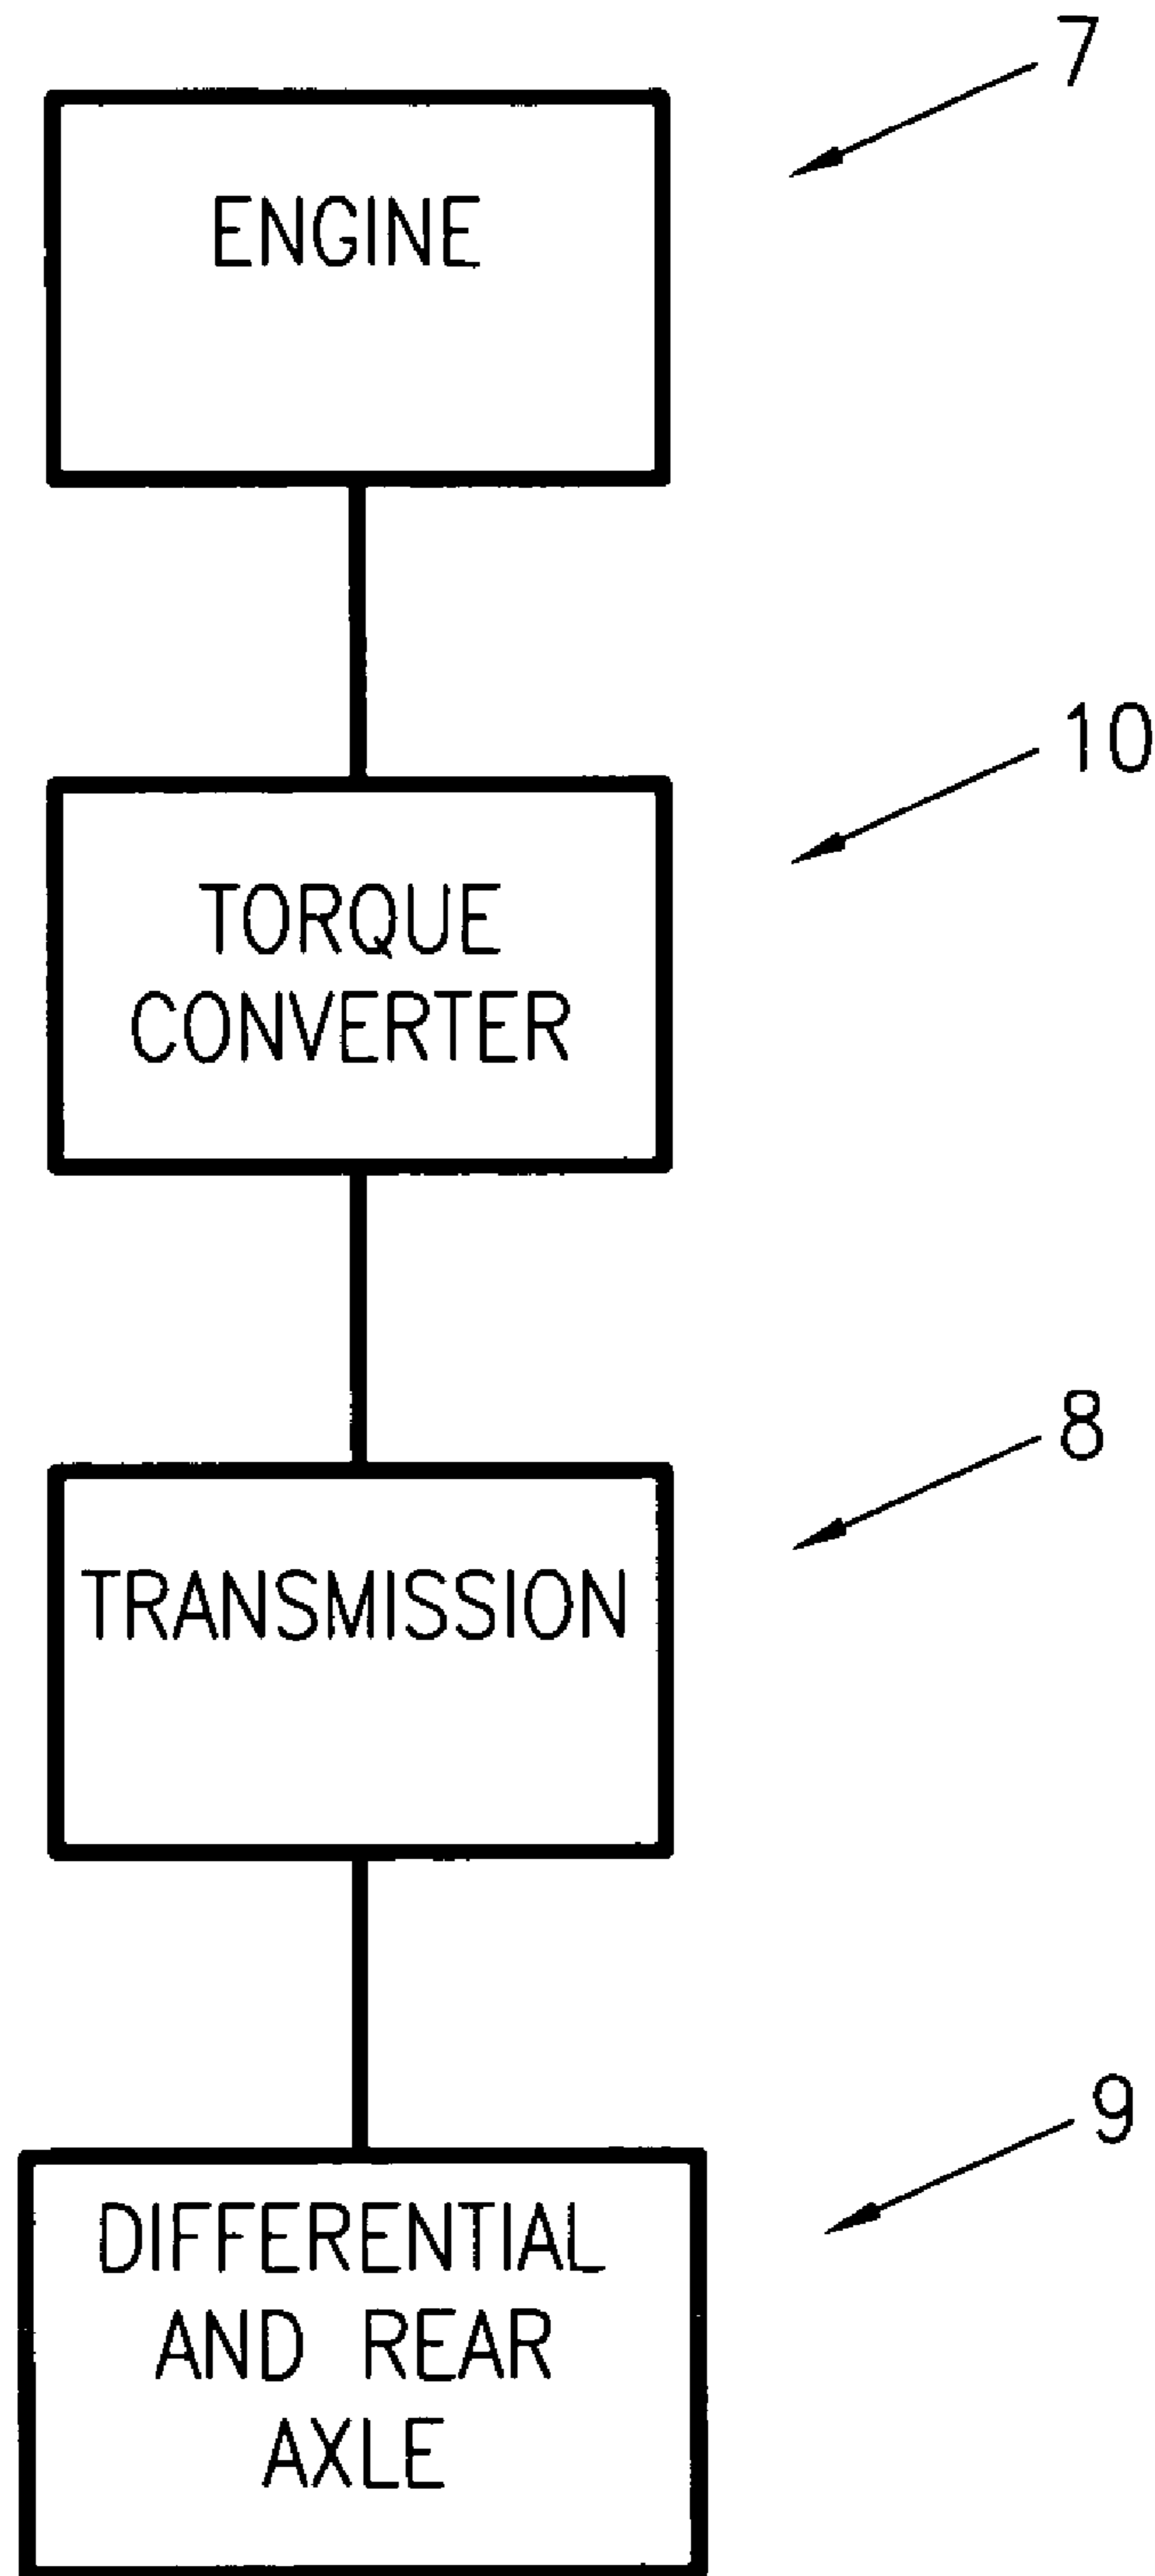 7
ENGINE
10
TORQUE
CONVERTER
8
TRANSMISSION
9
DIFFERENTIAL
AND REAR
AXLE